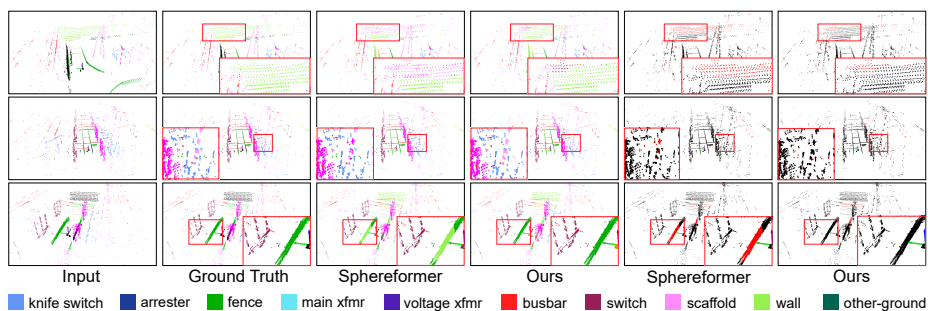 Input Ground Truth Sphereformer Ours Sphereformer Ours
knife switch arrester fence main xfmr voltage xfmr busbar switch scaffold wall other-ground